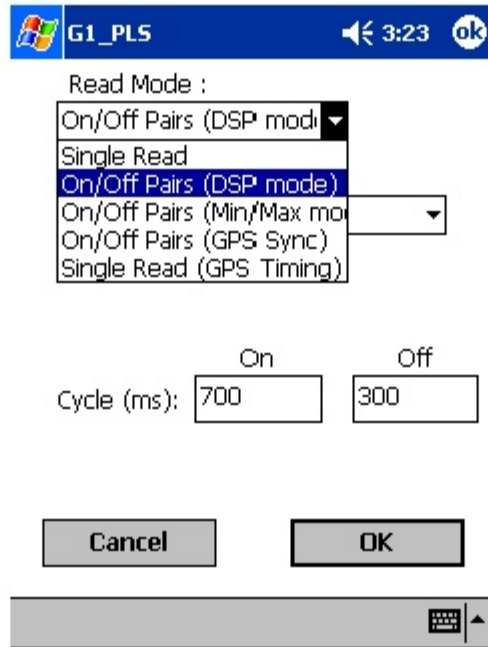 G1_PLS 3:23 ok
Read Mode :
On/Off Pairs (DSP mod
Single Read
On/Off Pairs (DSP mode)
On/Off Pairs (Min/Max mo
On/Off Pairs (GPS Sync)
Single Read (GPS Timing)
On Off
Cycle (ms): 700 300
Cancel OK